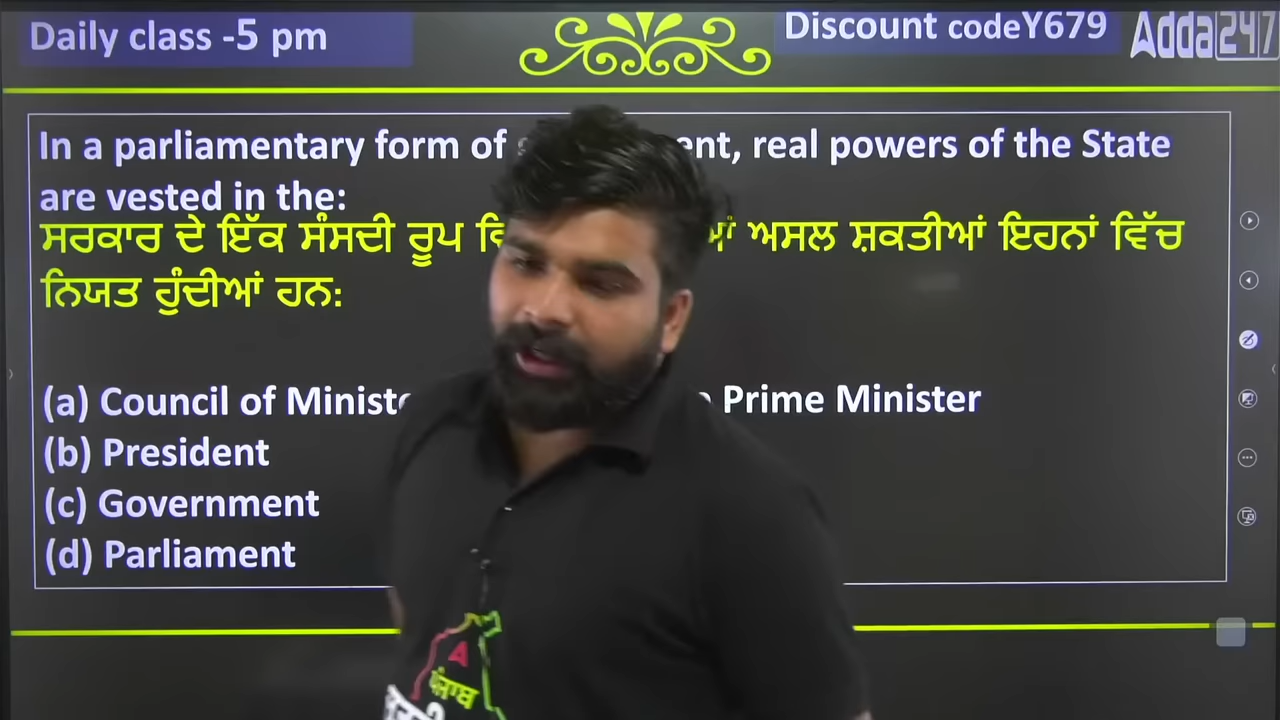 Daily class -5 pm
Discount codeY679
Adda247
In a parliamentary form of ent, real powers of the State
are vested in the:
ਸਰਕਾਰ ਦੇ ਇੱਕ ਸੰਸਦੀ ਰੂਪ ਅਸਲ ਸ਼ਕਤੀਆਂ ਇਹਨਾਂ ਵਿੱਚ
ਨਿਯਤ ਹੁੰਦੀਆਂ ਹਨ:
(a) Council of Prime Minister
(b) President
(c) Government
(d) Parliament
A
ਪੰਜਾਬ